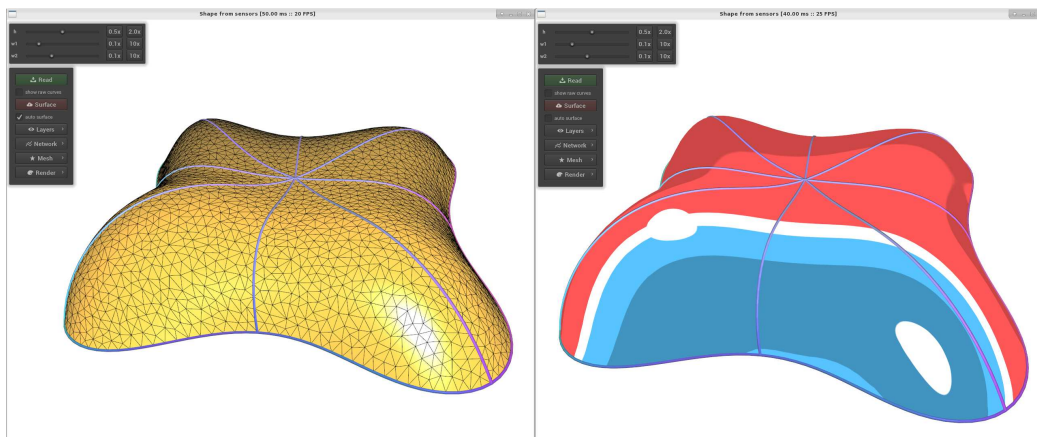 Shape from sensors [50.00 ms :: 20 FPS]
h 0.5x 2.0x
w1 0.1x 10x
w2 0.1x 10x
Read
show raw curves
Surface
auto surface
Layers
Network
Mesh
Render
Shape from sensors [40.00 ms :: 25 FPS]
h 0.5x 2.0x
w1 0.1x 10x
w2 0.1x 10x
Read
show raw curves
Surface
auto surface
Layers
Network
Mesh
Render